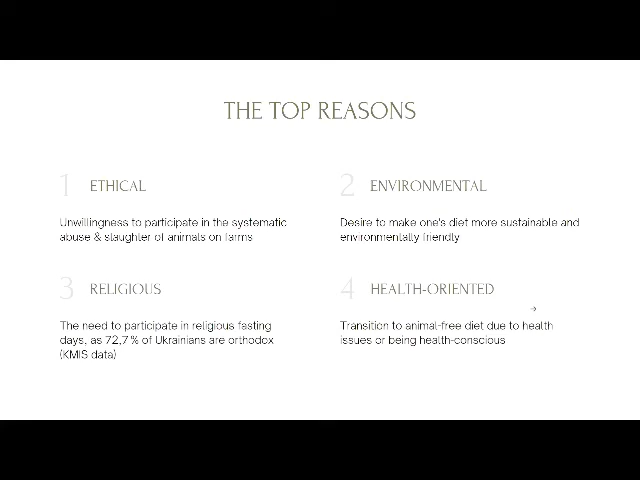 THE TOP REASONS
1 ETHICAL
Unwillingness to participate in the systematic
abuse & slaughter of animals on farms
2 ENVIRONMENTAL
Desire to make one's diet more sustainable and
environmentally friendly
3 RELIGIOUS
The need to participate in religious fasting
days, as 72,7 % of Ukrainians are orthodox
(KMIS data)
4 HEALTH-ORIENTED
Transition to animal-free diet due to health
issues or being health-conscious